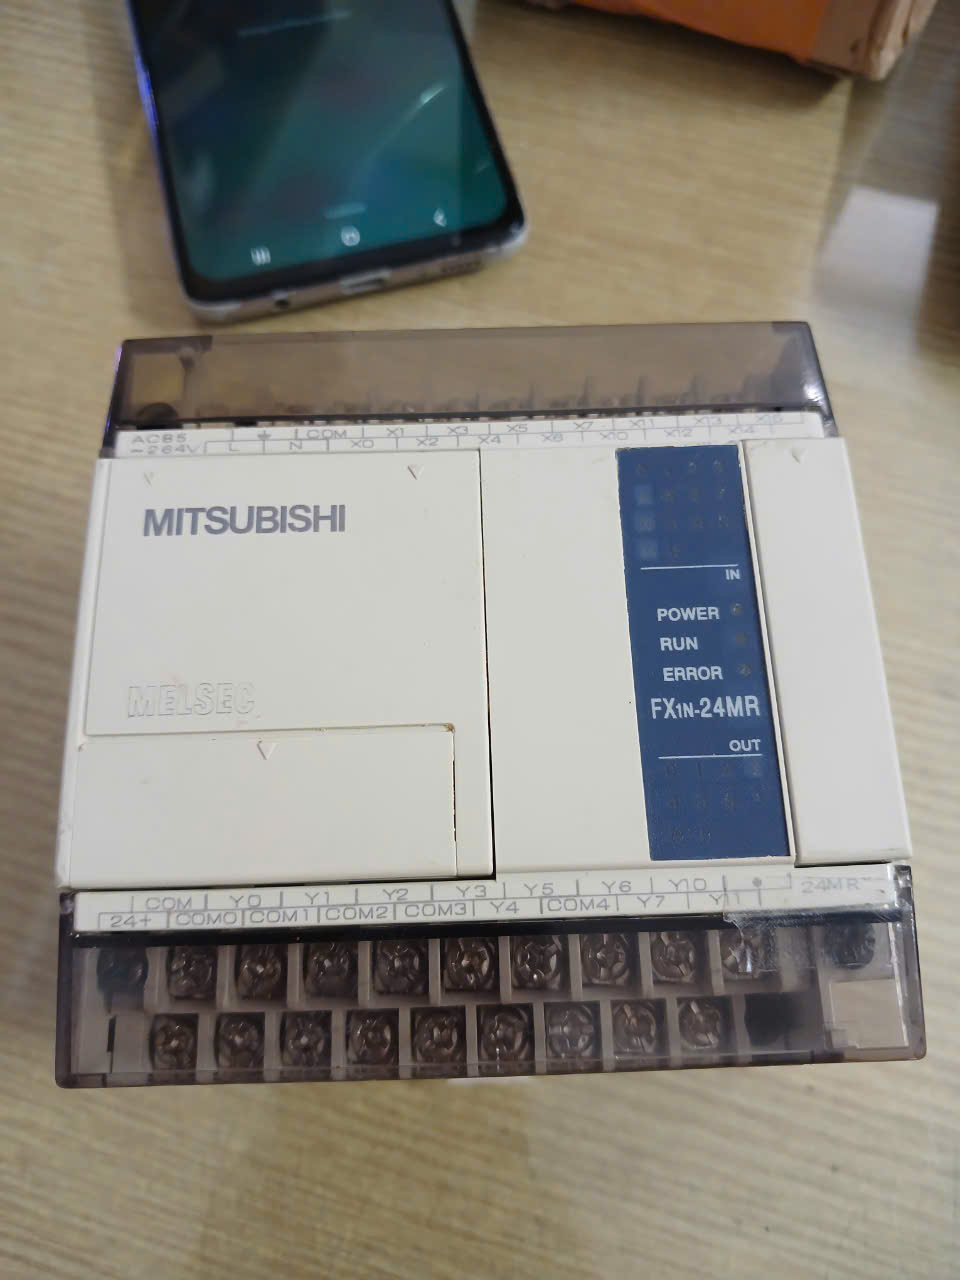 AC85 ⏚ COM X1 X3 X5 X7 X11 X13 X15
~264V L N X0 X2 X4 X6 X10 X12 X14
MITSUBISHI
IN
POWER
RUN
ERROR
MELSEC
FX1N-24MR
OUT
COM Y0 Y1 Y2 Y3 Y5 Y6 Y10 • 24MR
24+ COM0 COM1 COM2 COM3 Y4 COM4 Y7 Y11